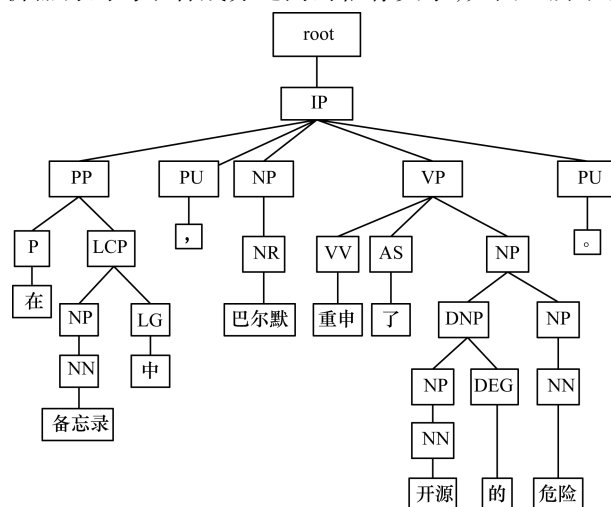 root
IP
PP PU NP VP PU
P LCP , NR VV AS NP 。
在 NP LG 巴尔默 重申 了 DNP NP
NN 中 NP DEG NN
备忘录 NN
开源 的 危险